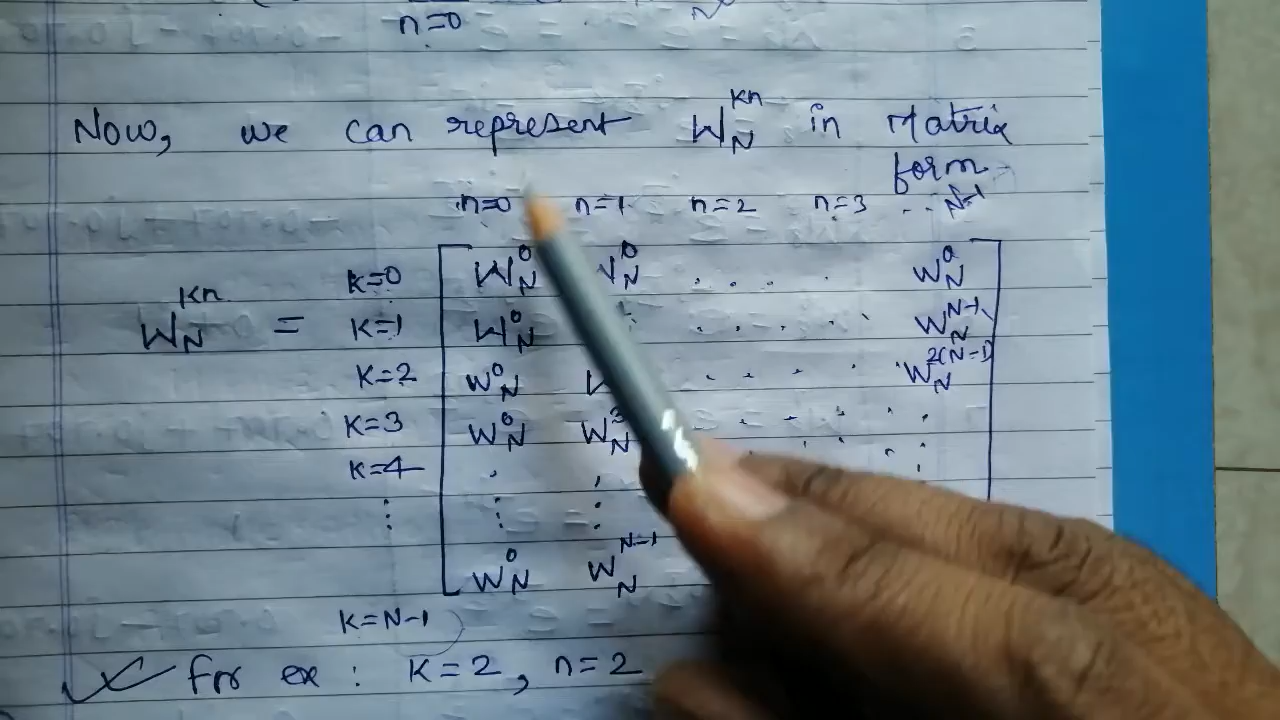 n=0
Now, we can represent W_N^{kn} in Matrix
form
n=0 n=1 n=2 n=3 ... N-1
W_N^{kn} =
k=0 W_N^0 W_N^0 . . . . W_N^0
k=1 W_N^0 . . . . . W_N^{N-1}
k=2 W_N^0 . . . . W_N^{2(N-1)}
k=3 W_N^0 W_N^3 . . . .
k=4
W_N^0 W_N^{N-1}
k=N-1
for ex : k=2, n=2